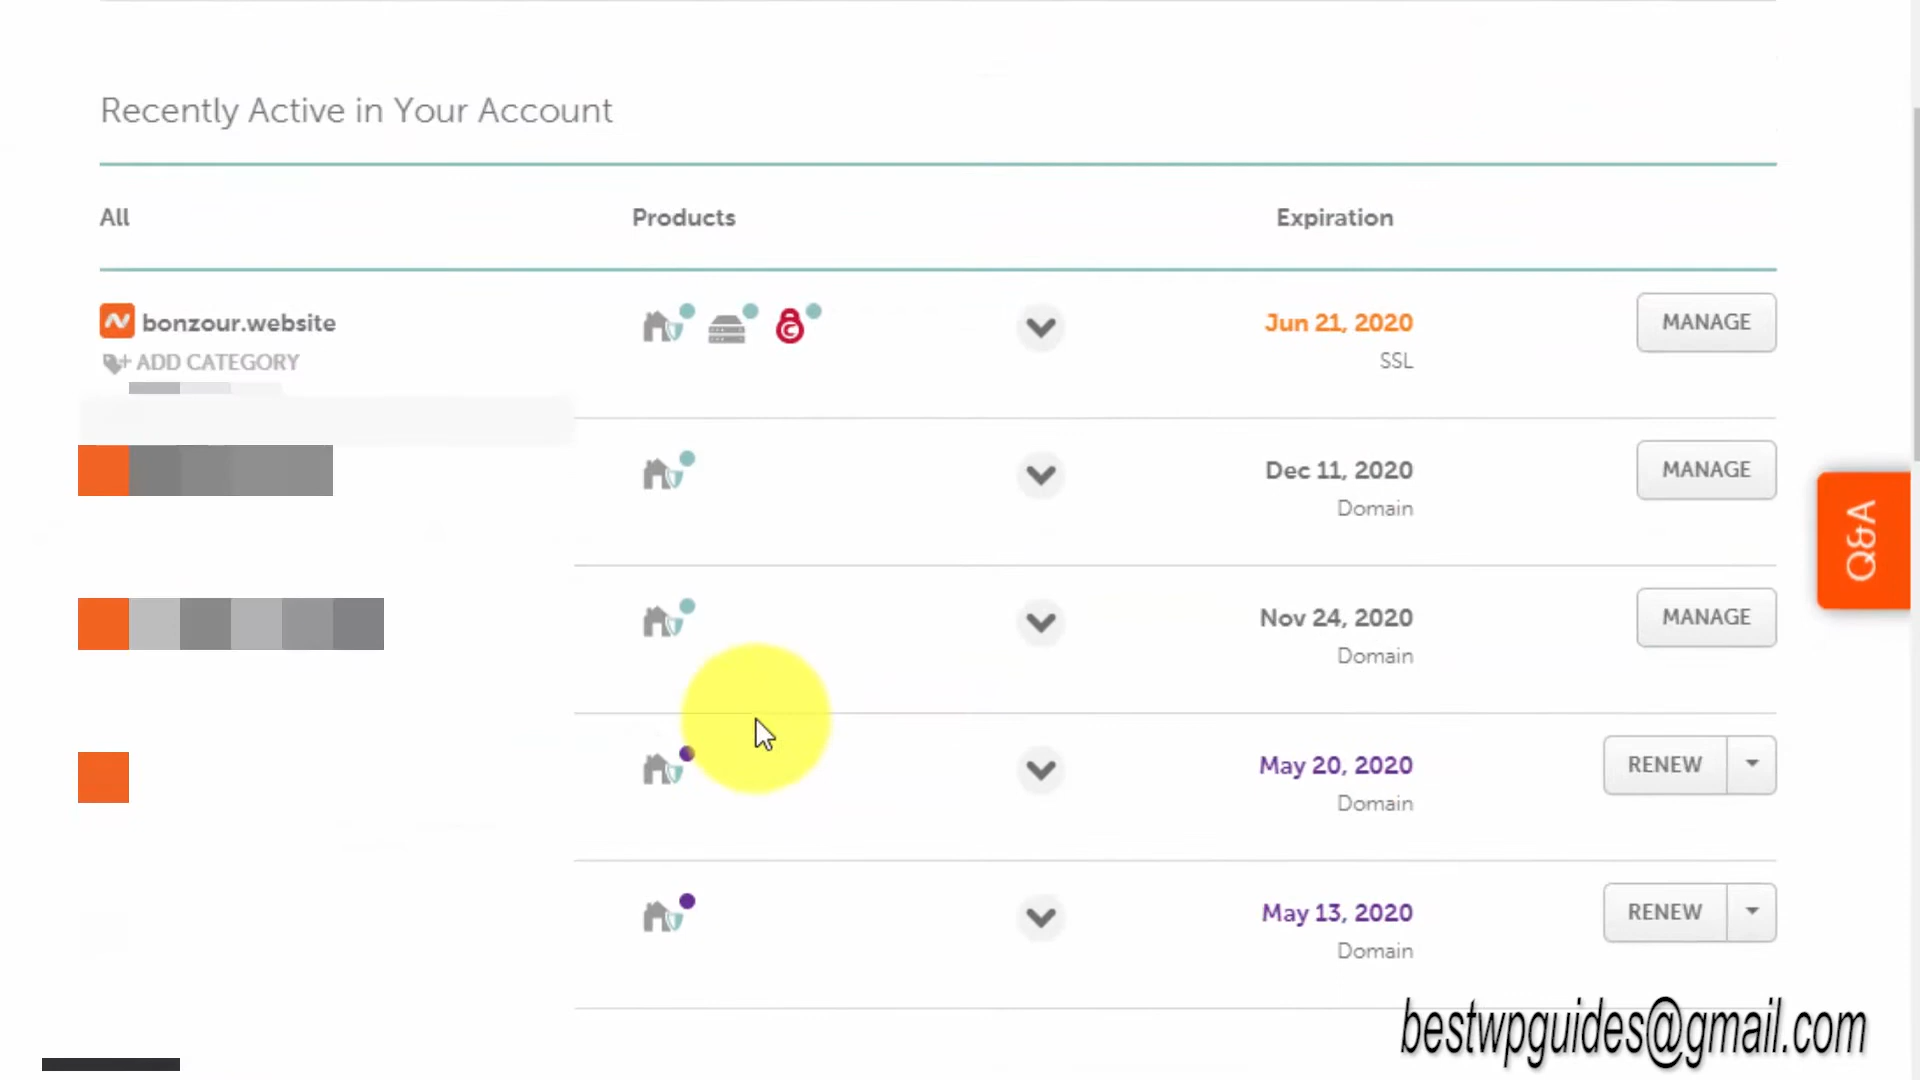 Recently Active in Your Account
All Products Expiration
bonzour.website Jun 21, 2020 MANAGE
ADD CATEGORY SSL
Dec 11, 2020 MANAGE
Domain
Q&A
Nov 24, 2020 MANAGE
Domain
May 20, 2020 RENEW
Domain
May 13, 2020 RENEW
Domain
bestwpguides@gmail.com